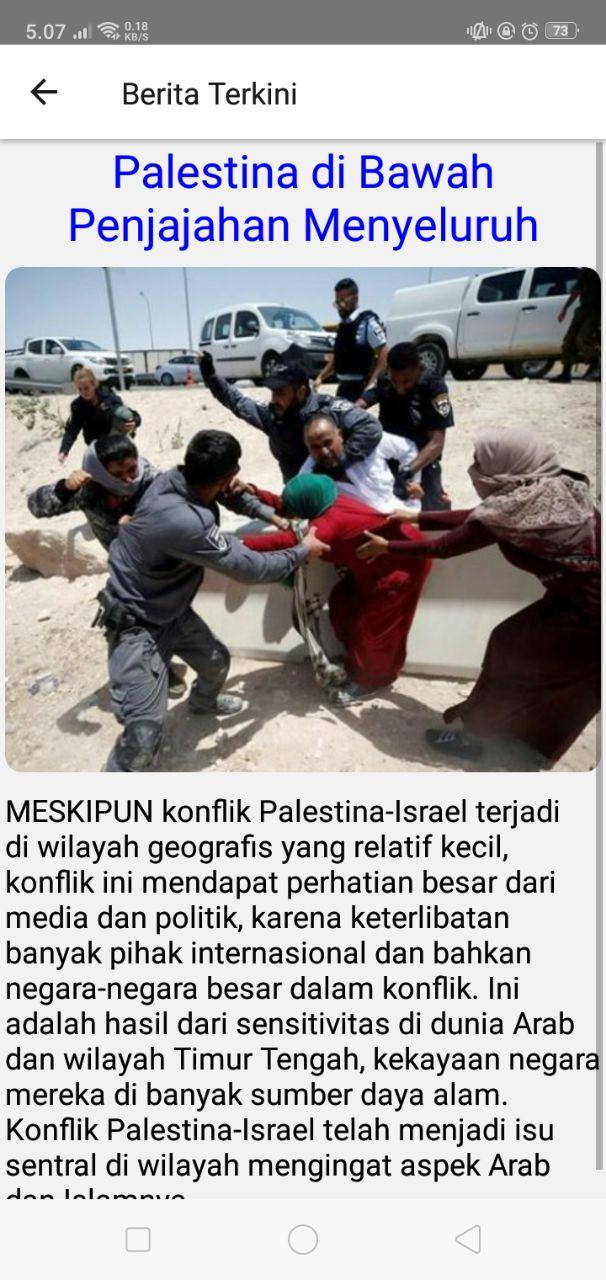 5.07
0.18
KB/S
73
Berita Terkini
Palestina di Bawah
Penjajahan Menyeluruh
MESKIPUN konflik Palestina-Israel terjadi
di wilayah geografis yang relatif kecil,
konflik ini mendapat perhatian besar dari
media dan politik, karena keterlibatan
banyak pihak internasional dan bahkan
negara-negara besar dalam konflik. Ini
adalah hasil dari sensitivitas di dunia Arab
dan wilayah Timur Tengah, kekayaan negara
mereka di banyak sumber daya alam.
Konflik Palestina-Israel telah menjadi isu
sentral di wilayah mengingat aspek Arab